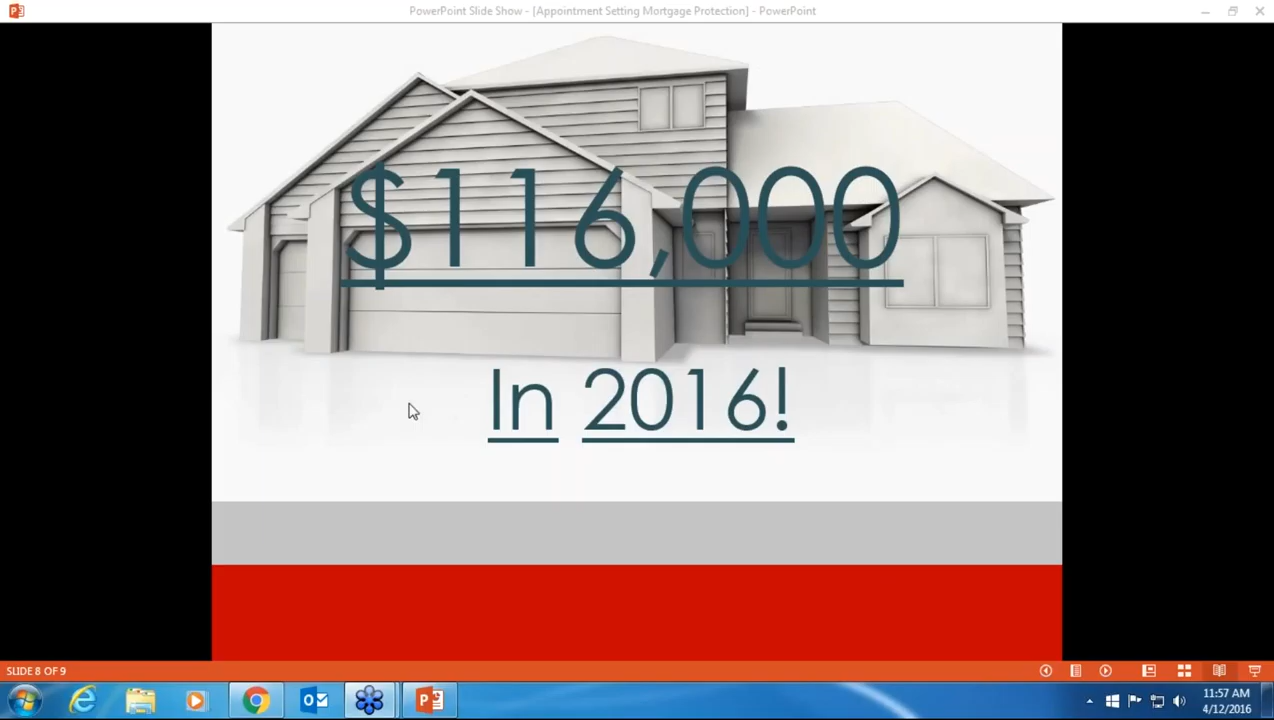 PowerPoint Slide Show - [Appointment Setting Mortgage Protection] - PowerPoint
$116,000
In 2016!
SLIDE 8 OF 9
11:57 AM
4/12/2016